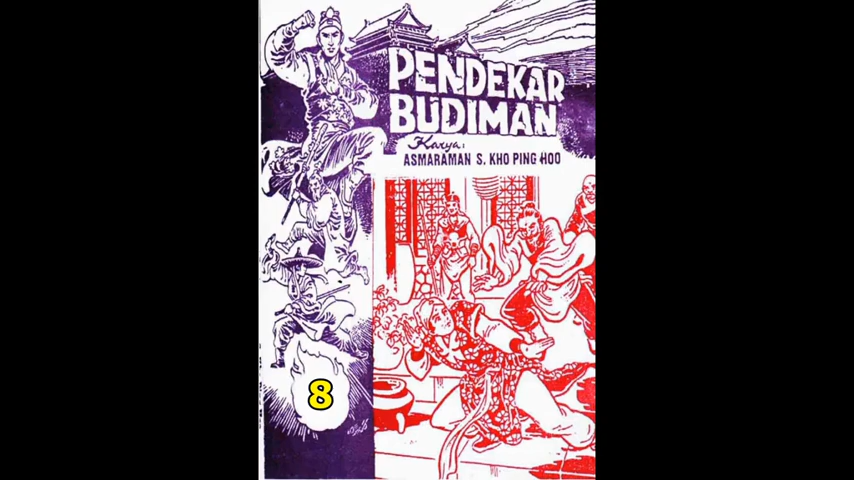 PENDEKAR
BUDIMAN
Karya:
ASMARAMAN S. KHO PING HOO
8